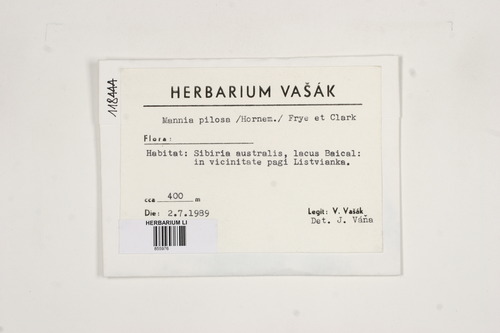 118444
HERBARIUM VAŠÁK
Mannia pilosa /Hornem./ Frye et Clark
Flora:
Habitat: Sibiria australis, lacus Baical:
in vicinitate pagi Listvianka.
cca 400 m
Die: 2.7.1989
Legit: V. Vašák
Det. J. Váňa
HERBARIUM LI